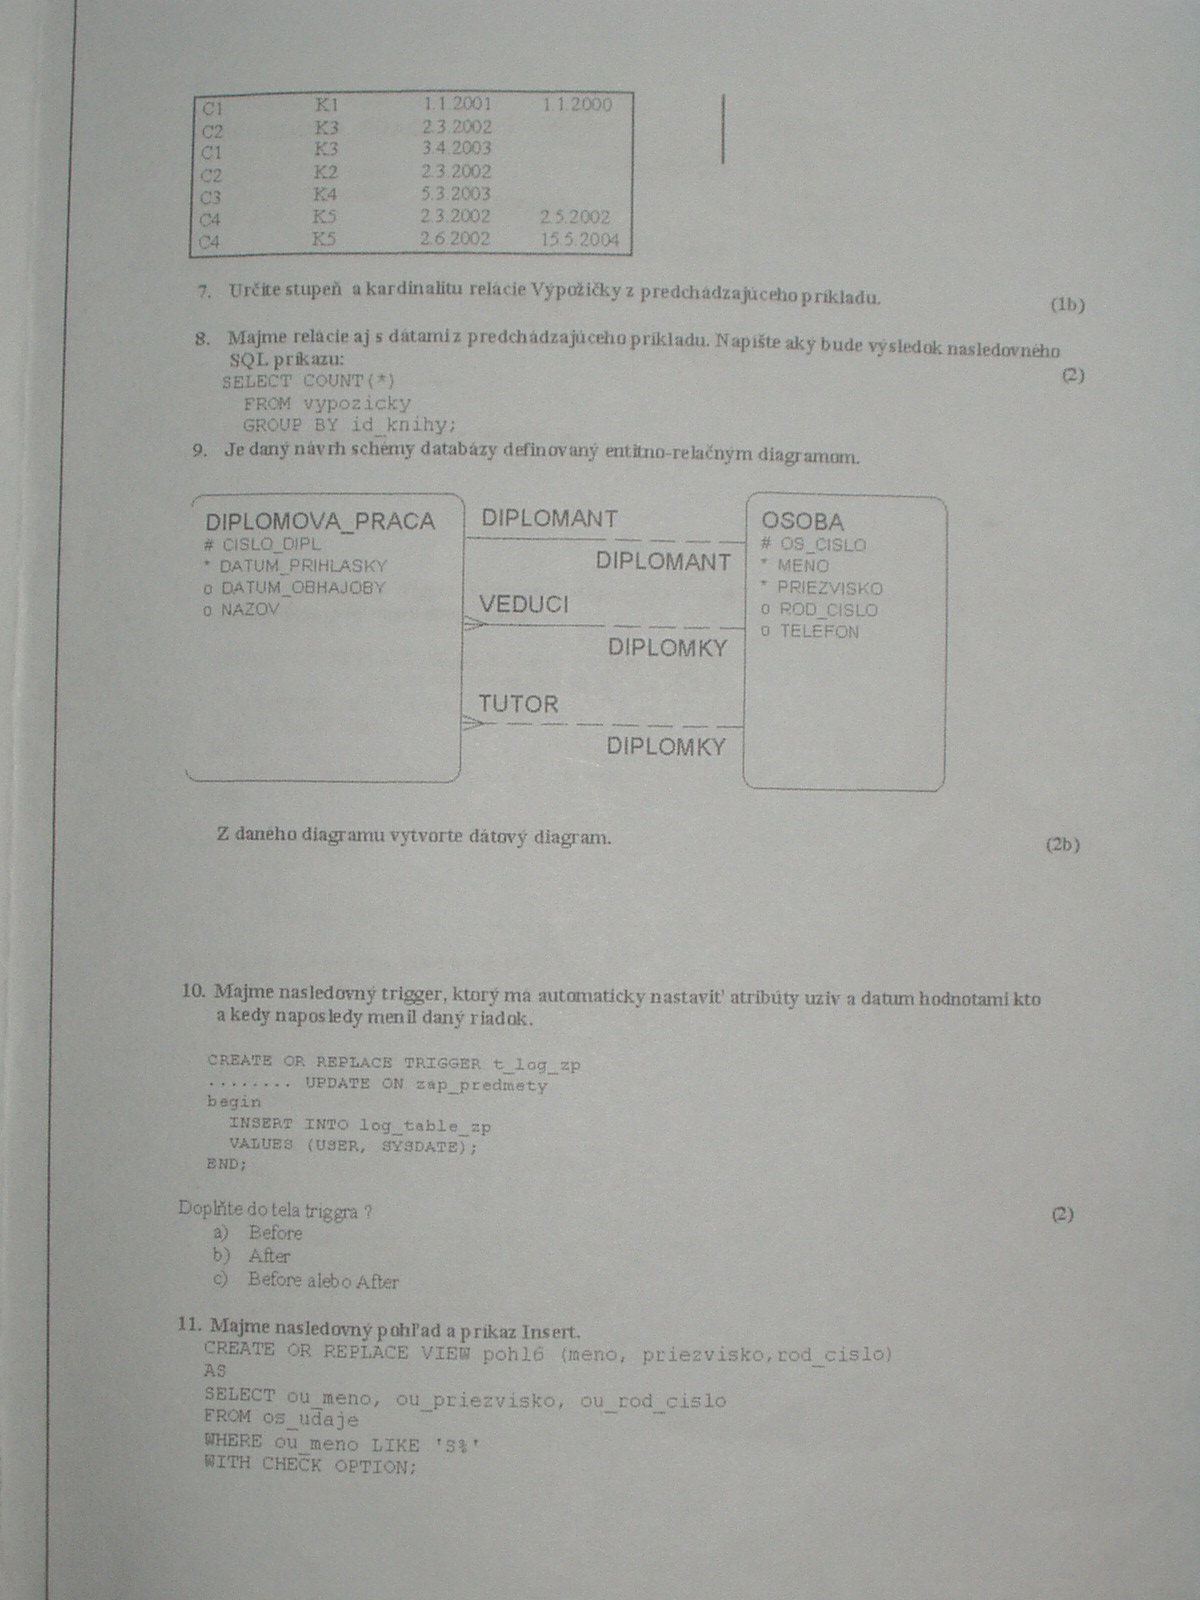 C1 K1 1.1.2001 1.1.2000
C2 K3 2.3.2002
C1 K3 3.4.2003
C2 K2 2.3.2002
C3 K4 5.3.2003
C4 K5 2.3.2002 2.5.2002
C4 K5 2.6.2002 15.5.2004
7. Určite stupeň a kardinalitu relácie Výpožičky z predchádzajúceho príkladu. (1b)
8. Majme relácie aj s dátami z predchádzajúceho príkladu. Napíšte aký bude výsledok nasledovného
SQL príkazu: (2)
SELECT COUNT(*)
FROM vypozicky
GROUP BY id_knihy;
9. Je daný návrh schémy databázy definovaný entitno-relačným diagramom.
DIPLOMOVA_PRACA
# CISLO_DIPL
* DATUM_PRIHLASKY
o DATUM_OBHAJOBY
o NAZOV
DIPLOMANT
DIPLOMANT
VEDUCI
DIPLOMKY
TUTOR
DIPLOMKY
OSOBA
# OS_CISLO
* MENO
* PRIEZVISKO
o ROD_CISLO
o TELEFON
Z daného diagramu vytvorte dátový diagram. (2b)
10. Majme nasledovný trigger, ktorý má automaticky nastaviť atribúty uziv a datum hodnotami kto
a kedy naposledy menil daný riadok.
CREATE OR REPLACE TRIGGER t_log_zp
........ UPDATE ON zap_predmety
begin
INSERT INTO log_table_zp
VALUES (USER, SYSDATE);
END;
Doplňte do tela triggra ? (2)
a) Before
b) After
c) Before alebo After
11. Majme nasledovný pohľad a príkaz Insert.
CREATE OR REPLACE VIEW pohl6 (meno, priezvisko,rod_cislo)
AS
SELECT ou_meno, ou_priezvisko, ou_rod_cislo
FROM os_udaje
WHERE ou_meno LIKE 'S%'
WITH CHECK OPTION;